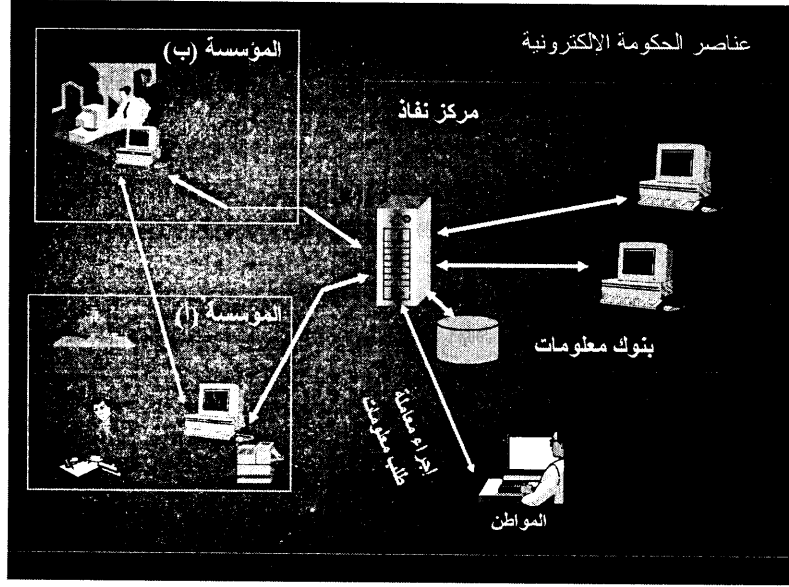 عناصر الحكومة الإلكترونية
المؤسسة (ب)
مركز نفاذ
المؤسسة (أ)
بنوك معلومات
إجراء معاملة
طلب معلومات
المواطن